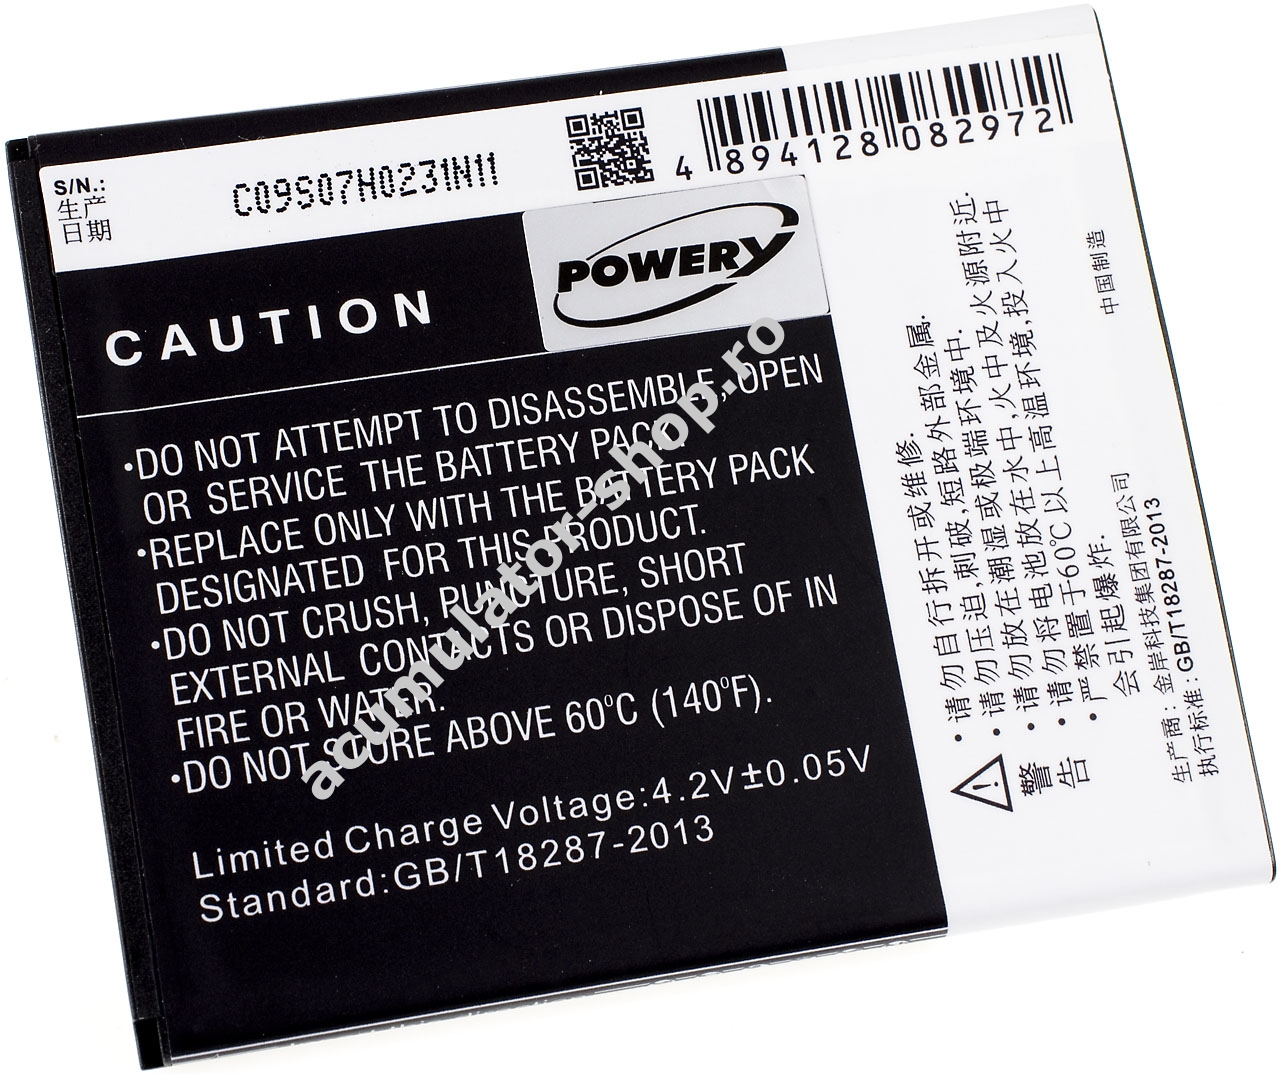 S/N.:
生产
日期
C09S07H0231N11
4 894128 082972
POWERY
CAUTION
•DO NOT ATTEMPT TO DISASSEMBLE, OPEN
OR SERVICE THE BATTERY PACK
•REPLACE ONLY WITH THE BATTERY PACK
DESIGNATED FOR THIS PRODUCT.
•DO NOT CRUSH, PUNCTURE, SHORT
EXTERNAL CONTACTS OR DISPOSE OF IN
FIRE OR WATER.
•DO NOT STORE ABOVE 60°C (140°F).
Limited Charge Voltage:4.2V±0.05V
Standard:GB/T18287-2013
acumulator-shop.ro
警告
•请勿自行拆开或维修.
•请勿压迫,刺破,短路外部金属.
•请勿放在潮湿或极端环境中.
•请勿将电池放在水中,火中及火源附近.
•严禁置于60℃以上高温环境,投入火中
会引起爆炸.
生产商:金岸科技集团有限公司
执行标准:GB/T18287-2013
中国制造